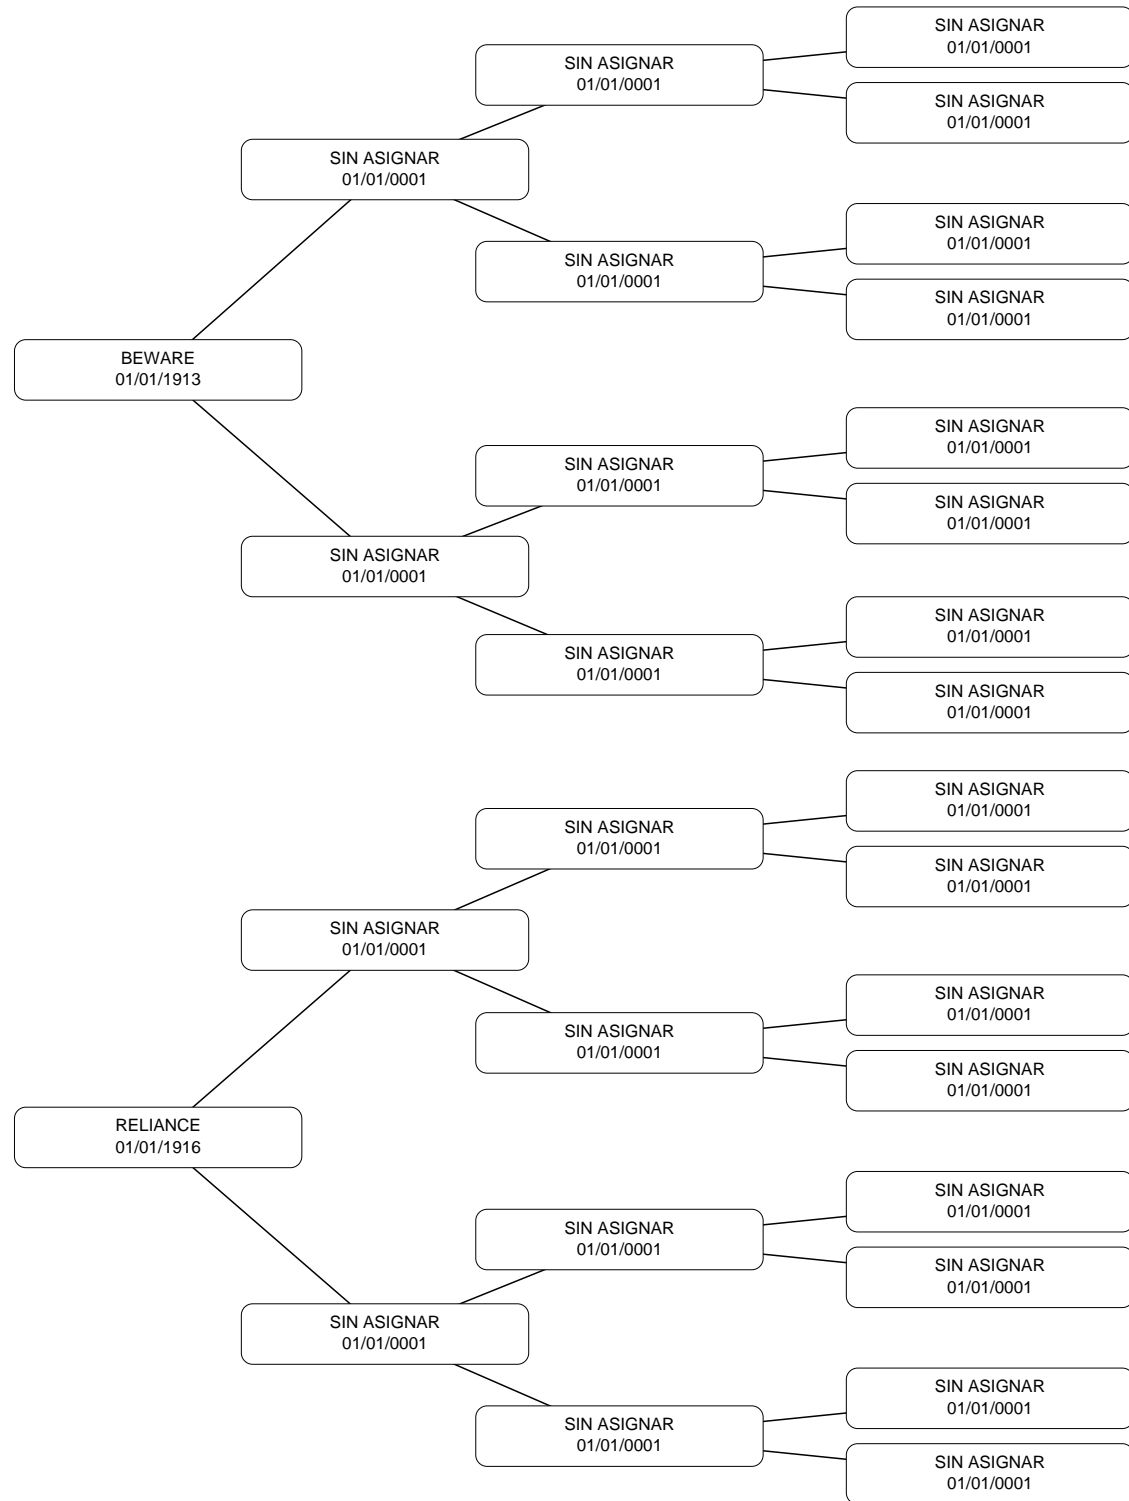 SIN ASIGNAR
01/01/0001
SIN ASIGNAR
01/01/0001
SIN ASIGNAR
01/01/0001
SIN ASIGNAR
01/01/0001
SIN ASIGNAR
01/01/0001
SIN ASIGNAR
01/01/0001
SIN ASIGNAR
01/01/0001
BEWARE
01/01/1913
SIN ASIGNAR
01/01/0001
SIN ASIGNAR
01/01/0001
SIN ASIGNAR
01/01/0001
SIN ASIGNAR
01/01/0001
SIN ASIGNAR
01/01/0001
SIN ASIGNAR
01/01/0001
SIN ASIGNAR
01/01/0001
SIN ASIGNAR
01/01/0001
SIN ASIGNAR
01/01/0001
SIN ASIGNAR
01/01/0001
SIN ASIGNAR
01/01/0001
SIN ASIGNAR
01/01/0001
SIN ASIGNAR
01/01/0001
SIN ASIGNAR
01/01/0001
RELIANCE
01/01/1916
SIN ASIGNAR
01/01/0001
SIN ASIGNAR
01/01/0001
SIN ASIGNAR
01/01/0001
SIN ASIGNAR
01/01/0001
SIN ASIGNAR
01/01/0001
SIN ASIGNAR
01/01/0001
SIN ASIGNAR
01/01/0001